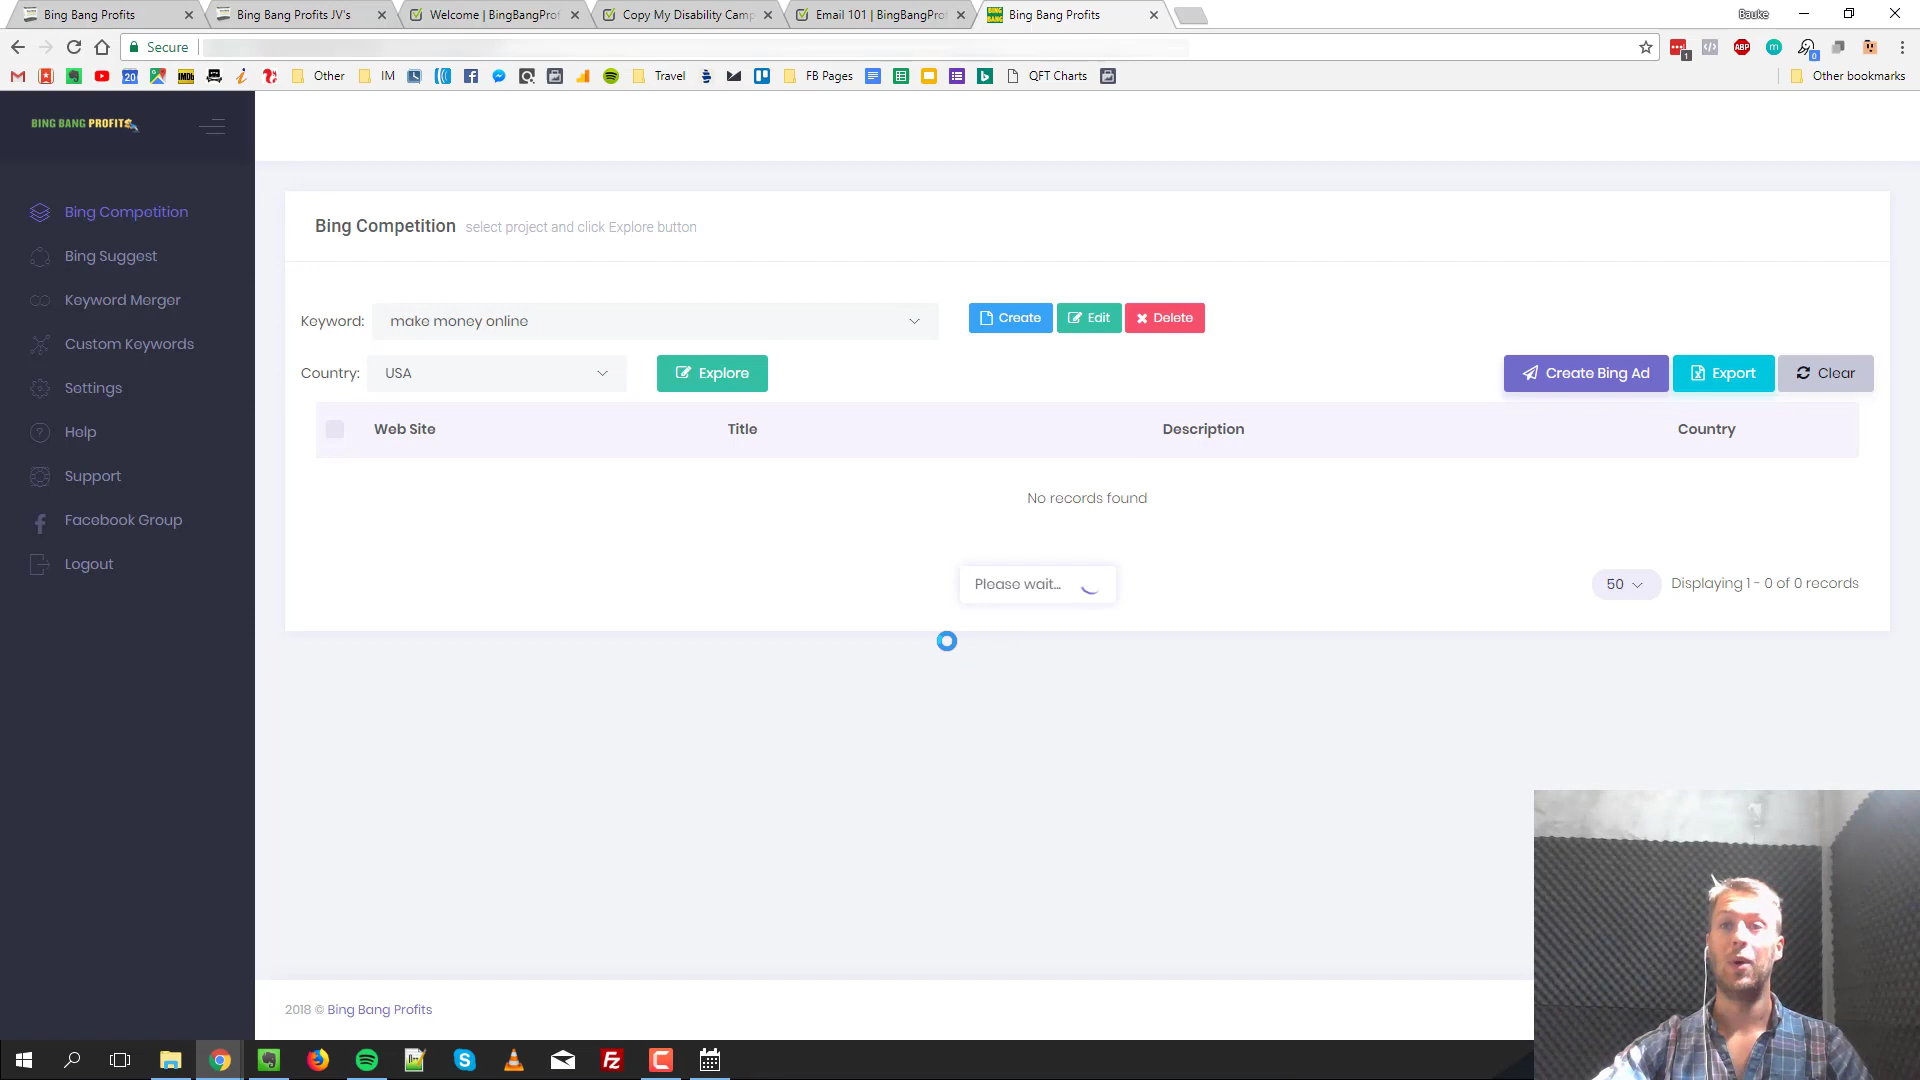 Bing Bang Profits
Bing Bang Profits JV's
Welcome | BingBangProf
Copy My Disability Camp
Email 101 | BingBangPro
Bing Bang Profits
Bauke
Secure
Other
IM
Travel
FB Pages
QFT Charts
Other bookmarks
BING BANG PROFITS
Bing Competition
Bing Suggest
Keyword Merger
Custom Keywords
Settings
Help
Support
Facebook Group
Logout
Bing Competition select project and click Explore button
Keyword: make money online
Create
Edit
Delete
Country: USA
Explore
Create Bing Ad
Export
Clear
Web Site
Title
Description
Country
No records found
Please wait...
50
Displaying 1 - 0 of 0 records
2018 © Bing Bang Profits